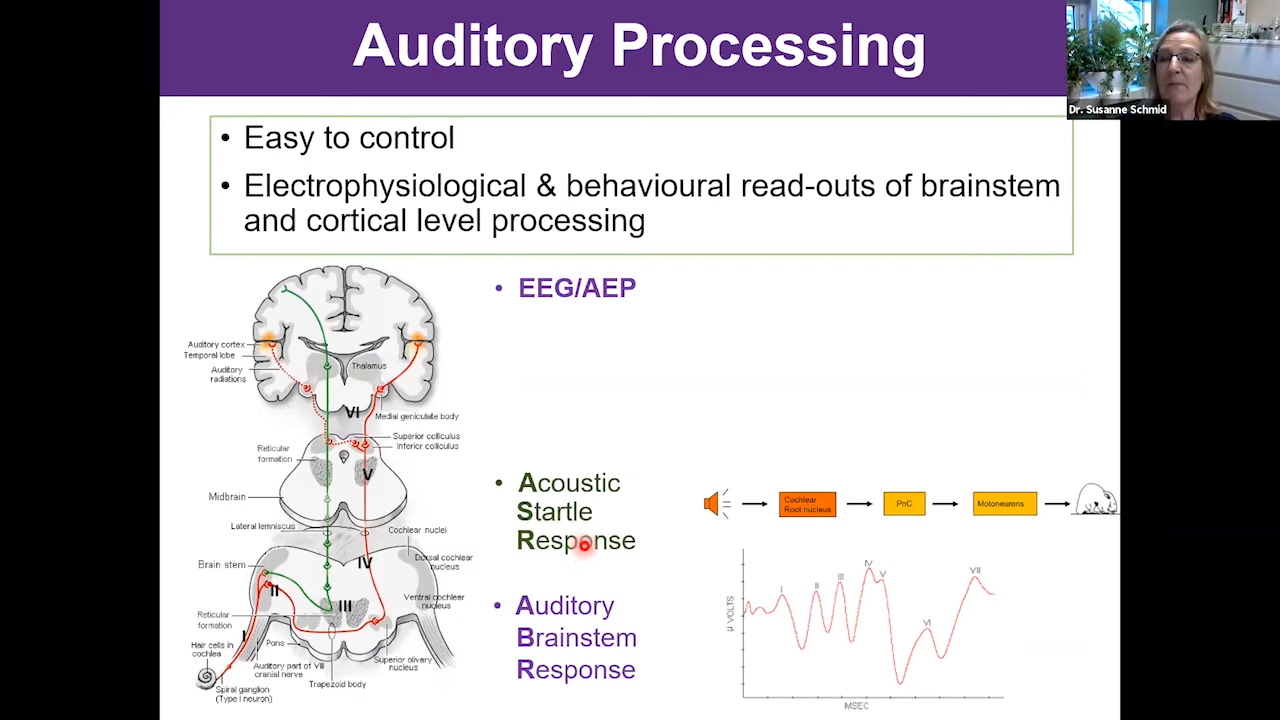 Auditory Processing
Dr. Susanne Schmid
• Easy to control
• Electrophysiological & behavioural read-outs of brainstem
and cortical level processing
• EEG/AEP
Auditory cortex
Temporal lobe
Auditory
radiations
Thalamus
VI
Medial geniculate body
Superior colliculus
Inferior colliculus
Reticular
formation
V
Midbrain
Lateral lemniscus
Cochlear nuclei
Brain stem
IV
Dorsal cochlear
nucleus
II
III
Ventral cochlear
nucleus
Reticular
formation
I
Hair cells in
cochlea
Pons
Auditory part of VIII
cranial nerve
Superior olivary
nucleus
Trapezoid body
Spiral ganglion
(Type I neuron)
• Acoustic
Startle
Response
Cochlear
Root nucleus
PnC
Motoneurons
• Auditory
Brainstem
Response
µ VOLTS
I
II
III
IV
V
VI
VII
MSEC